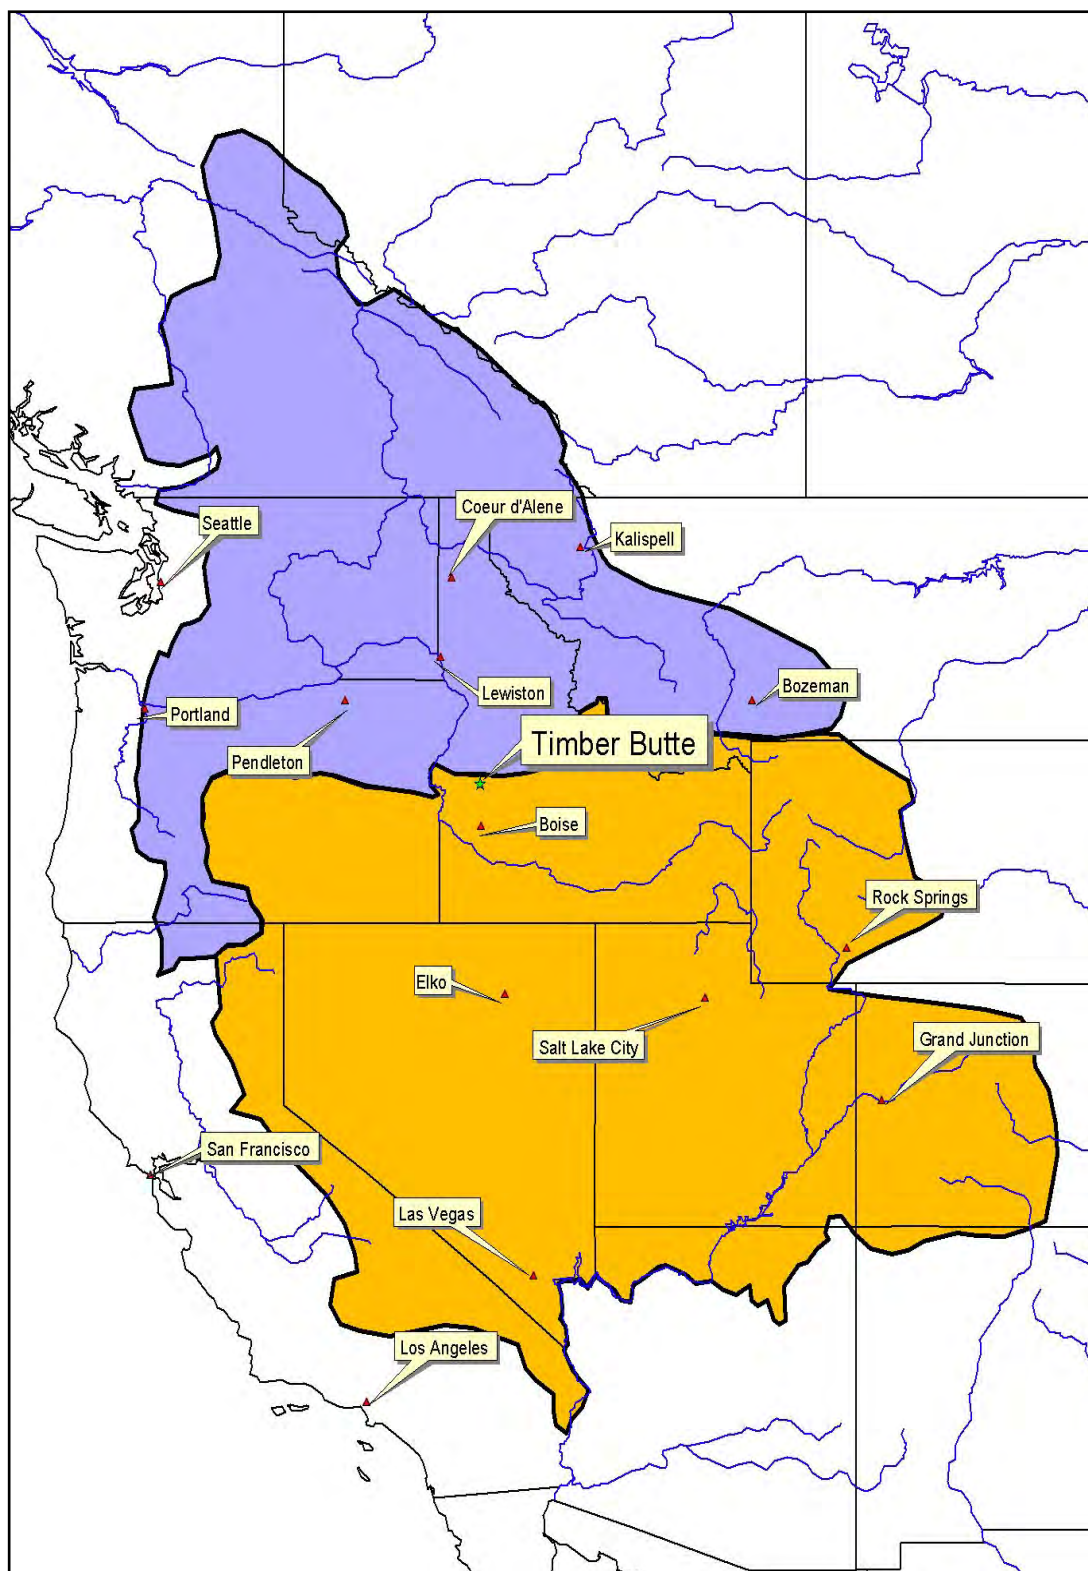 Coeur d'Alene
Seattle
Kalispell
Lewiston
Bozeman
Portland
Timber Butte
Pendleton
Boise
Rock Springs
Elko
Salt Lake City
Grand Junction
San Francisco
Las Vegas
Los Angeles